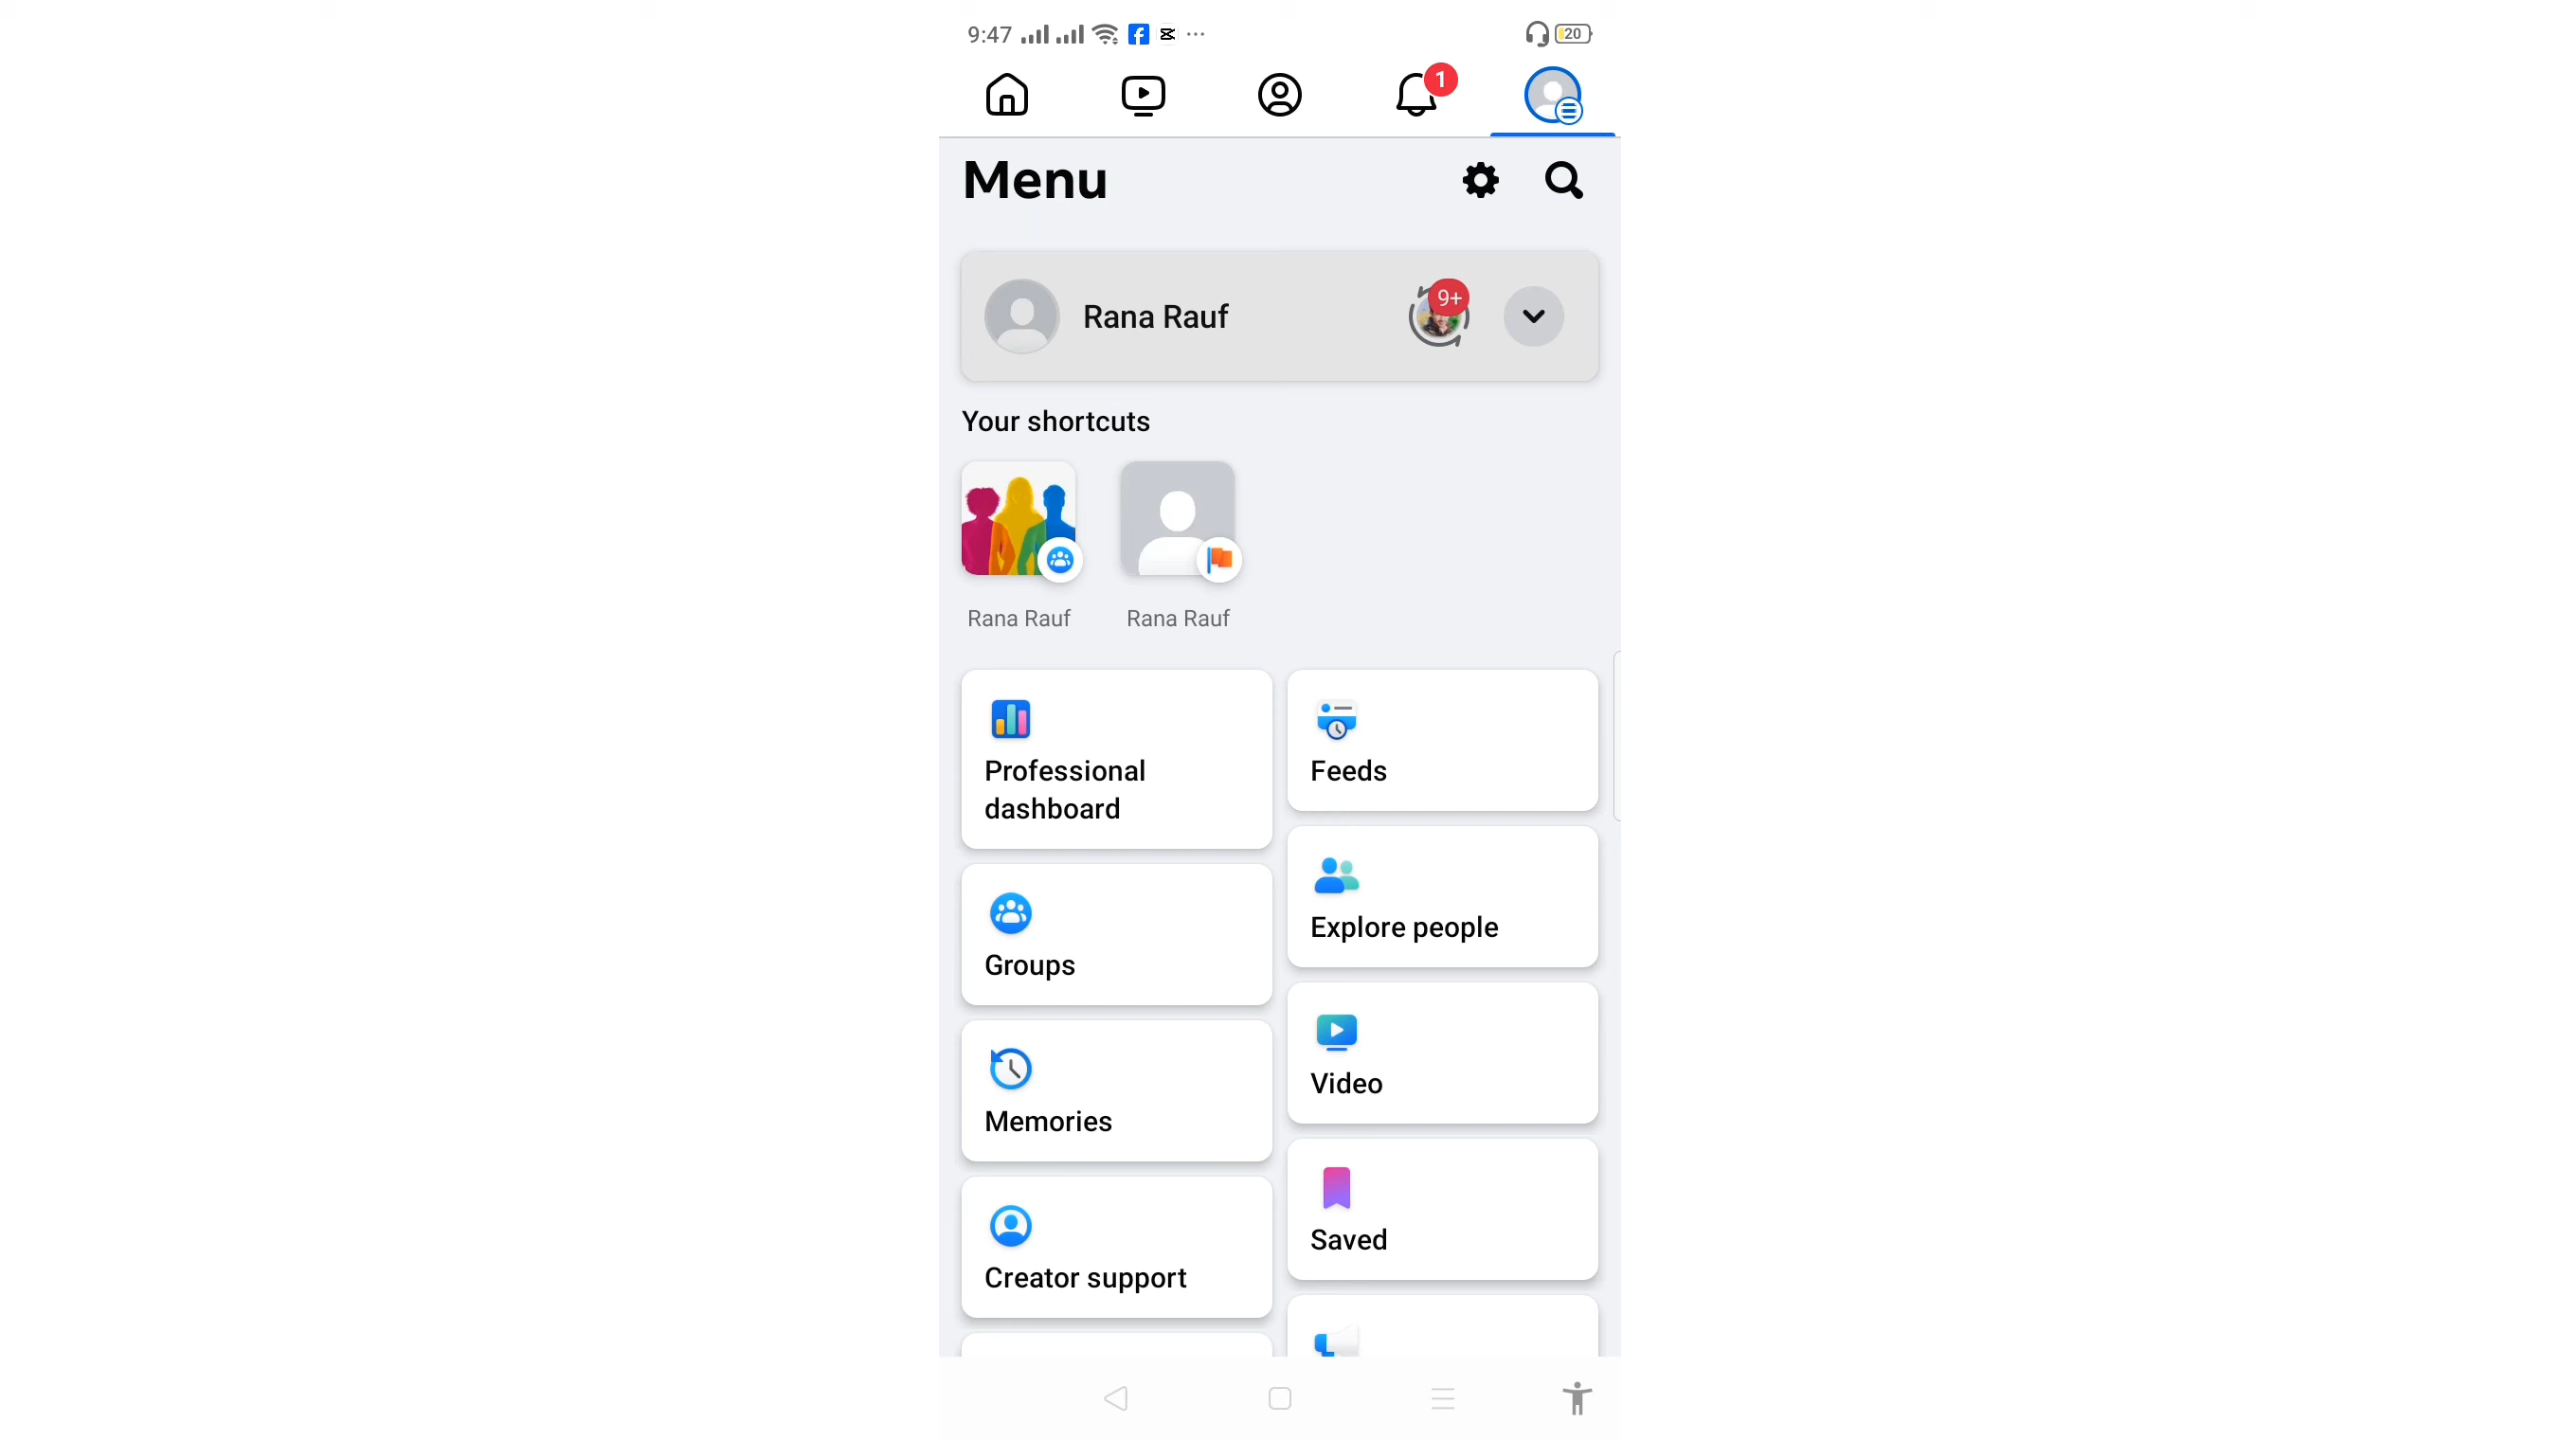 9:47 20
1
Menu
Rana Rauf 9+
Your shortcuts
Rana Rauf Rana Rauf
Professional
dashboard
Feeds
Groups
Explore people
Memories
Video
Creator support
Saved